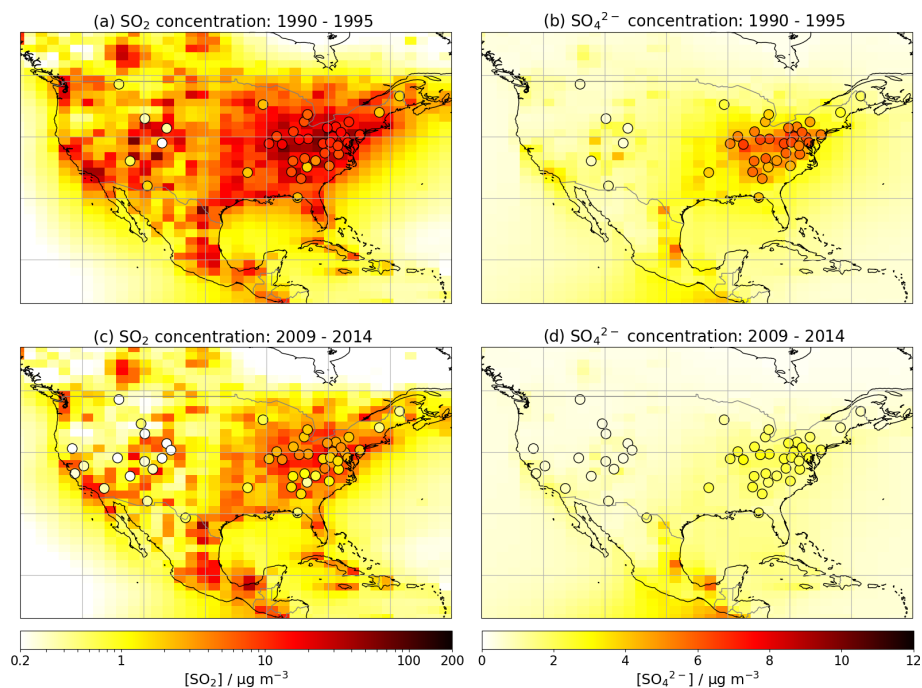 (a) SO₂ concentration: 1990 - 1995
(b) SO₄²⁻ concentration: 1990 - 1995
(c) SO₂ concentration: 2009 - 2014
(d) SO₄²⁻ concentration: 2009 - 2014
0.2 1 10 100 200
[SO₂] / µg m⁻³
0 2 4 6 8 10 12
[SO₄²⁻] / µg m⁻³